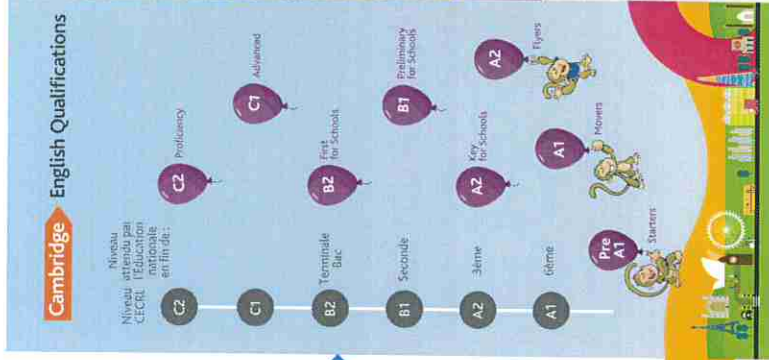 Cambridge English Qualifications
Niveau
CECRL
Niveau
attendu par
l'Éducation
nationale
en fin de :
C2
C2
Proficiency
C1
C1
Advanced
B2
Terminale
Bac
B2
First
for Schools
B1
Seconde
B1
Preliminary
for Schools
A2
3ème
A2
Key
for Schools
A2
Flyers
A1
6ème
A1
Movers
Pre
A1
Starters